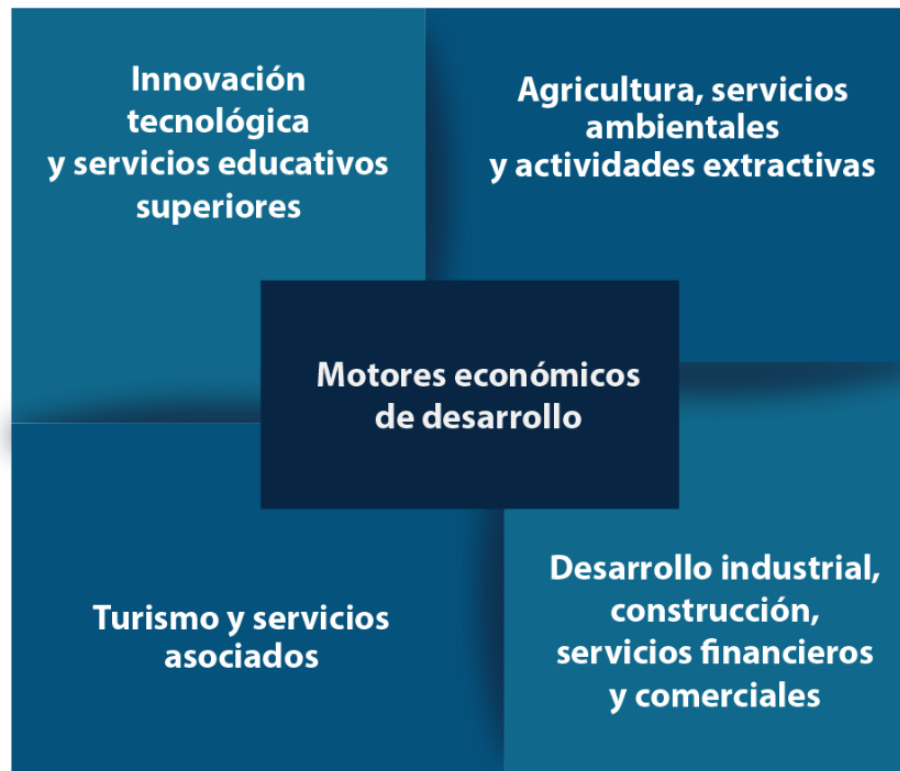 Innovación
tecnológica
y servicios educativos
superiores
Agricultura, servicios
ambientales
y actividades extractivas
Motores económicos
de desarrollo
Turismo y servicios
asociados
Desarrollo industrial,
construcción,
servicios financieros
y comerciales